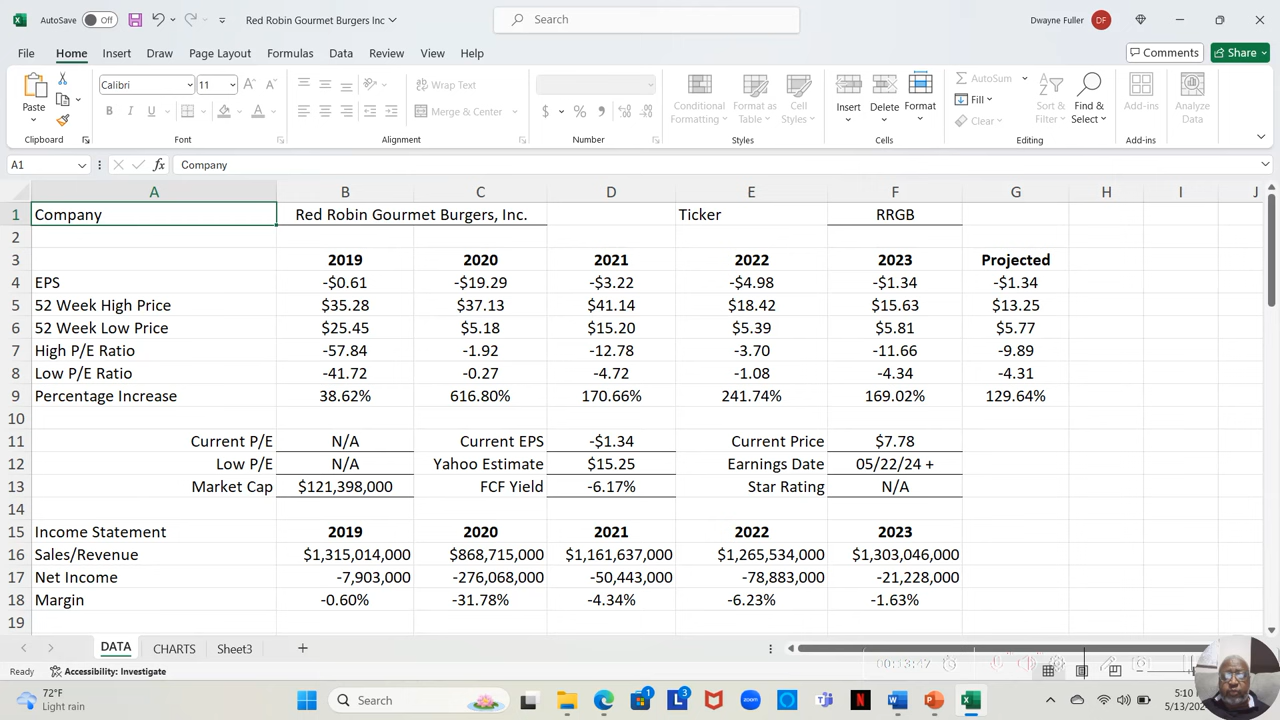 AutoSave Off Red Robin Gourmet Burgers Inc Search Dwayne Fuller DF
File Home Insert Draw Page Layout Formulas Data Review View Help Comments Share
Paste Calibri 11 Wrap Text Conditional Formatting Format as Table Cell Styles Insert Delete Format AutoSum Sort & Filter Find & Select Add-ins Analyze Data
B I U Merge & Center $ % Fill
Clear
Clipboard Font Alignment Number Styles Cells Editing Add-ins
A1 fx Company
A B C D E F G H I J
1 Company Red Robin Gourmet Burgers, Inc. Ticker RRGB
2
3 2019 2020 2021 2022 2023 Projected
4 EPS -$0.61 -$19.29 -$3.22 -$4.98 -$1.34 -$1.34
5 52 Week High Price $35.28 $37.13 $41.14 $18.42 $15.63 $13.25
6 52 Week Low Price $25.45 $5.18 $15.20 $5.39 $5.81 $5.77
7 High P/E Ratio -57.84 -1.92 -12.78 -3.70 -11.66 -9.89
8 Low P/E Ratio -41.72 -0.27 -4.72 -1.08 -4.34 -4.31
9 Percentage Increase 38.62% 616.80% 170.66% 241.74% 169.02% 129.64%
10
11 Current P/E N/A Current EPS -$1.34 Current Price $7.78
12 Low P/E N/A Yahoo Estimate $15.25 Earnings Date 05/22/24 +
13 Market Cap $121,398,000 FCF Yield -6.17% Star Rating N/A
14
15 Income Statement 2019 2020 2021 2022 2023
16 Sales/Revenue $1,315,014,000 $868,715,000 $1,161,637,000 $1,265,534,000 $1,303,046,000
17 Net Income -7,903,000 -276,068,000 -50,443,000 -78,883,000 -21,228,000
18 Margin -0.60% -31.78% -4.34% -6.23% -1.63%
19
DATA CHARTS Sheet3
Ready Accessibility: Investigate 00:13:47
72°F
Light rain
Search
5:10